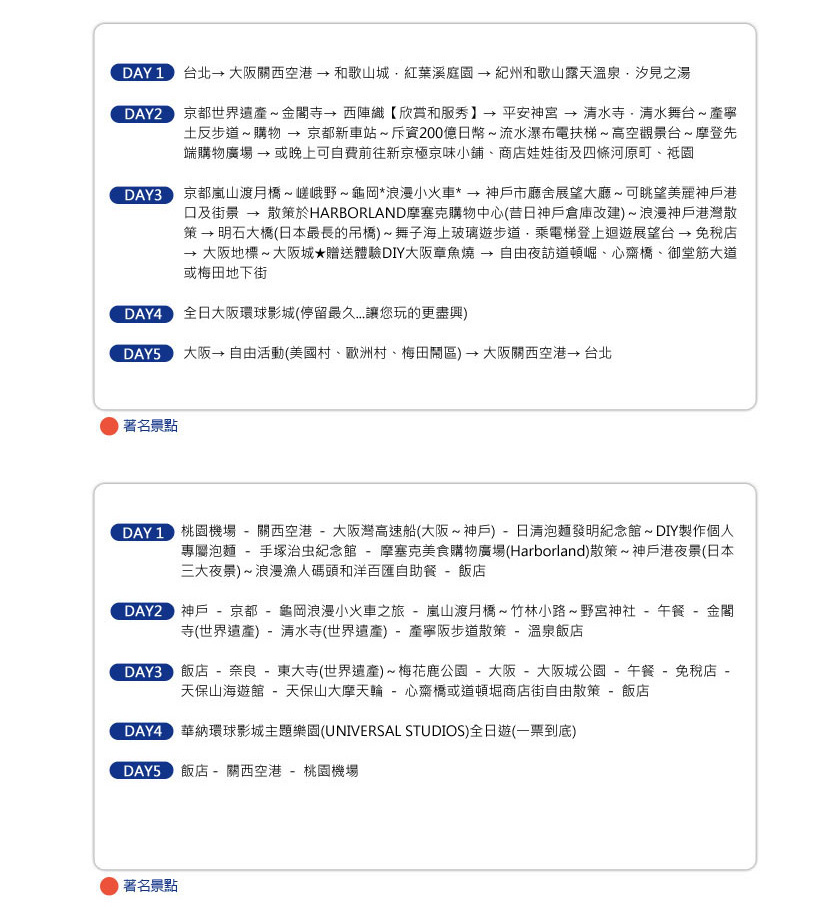 DAY 1 台北→ 大阪關西空港 → 和歌山城．紅葉溪庭園 → 紀州和歌山露天溫泉．汐見之湯
DAY2 京都世界遺產～金閣寺→ 西陣織【欣賞和服秀】→ 平安神宮 → 清水寺．清水舞台～產寧
土反步道～購物 → 京都新車站～斥資200億日幣～流水瀑布電扶梯～高空觀景台～摩登先
端購物廣場 → 或晚上可自費前往新京極京味小鋪、商店娃娃街及四條河原町、祇園
DAY3 京都嵐山渡月橋～嵯峨野～龜岡*浪漫小火車* → 神戶市廳舍展望大廳～可眺望美麗神戶港
口及街景 → 散策於HARBORLAND摩塞克購物中心(昔日神戶倉庫改建)～浪漫神戶港灣散
策 → 明石大橋(日本最長的吊橋)～舞子海上玻璃遊步道．乘電梯登上迴遊展望台 → 免稅店
→ 大阪地標～大阪城★贈送體驗DIY大阪章魚燒 → 自由夜訪道頓崛、心齋橋、御堂筋大道
或梅田地下街
DAY4 全日大阪環球影城(停留最久...讓您玩的更盡興)
DAY5 大阪→ 自由活動(美國村、歐洲村、梅田鬧區) → 大阪關西空港→ 台北
著名景點
DAY 1 桃園機場 - 關西空港 - 大阪灣高速船(大阪～神戶) - 日清泡麵發明紀念館～DIY製作個人
專屬泡麵 - 手塚治虫紀念館 - 摩塞克美食購物廣場(Harborland)散策～神戶港夜景(日本
三大夜景)～浪漫漁人碼頭和洋百匯自助餐 - 飯店
DAY2 神戶 - 京都 - 龜岡浪漫小火車之旅 - 嵐山渡月橋～竹林小路～野宮神社 - 午餐 - 金閣
寺(世界遺產) - 清水寺(世界遺產) - 產寧阪步道散策 - 溫泉飯店
DAY3 飯店 - 奈良 - 東大寺(世界遺產)～梅花鹿公園 - 大阪 - 大阪城公園 - 午餐 - 免稅店 -
天保山海遊館 - 天保山大摩天輪 - 心齋橋或道頓堀商店街自由散策 - 飯店
DAY4 華納環球影城主題樂園(UNIVERSAL STUDIOS)全日遊(一票到底)
DAY5 飯店 - 關西空港 - 桃園機場
著名景點